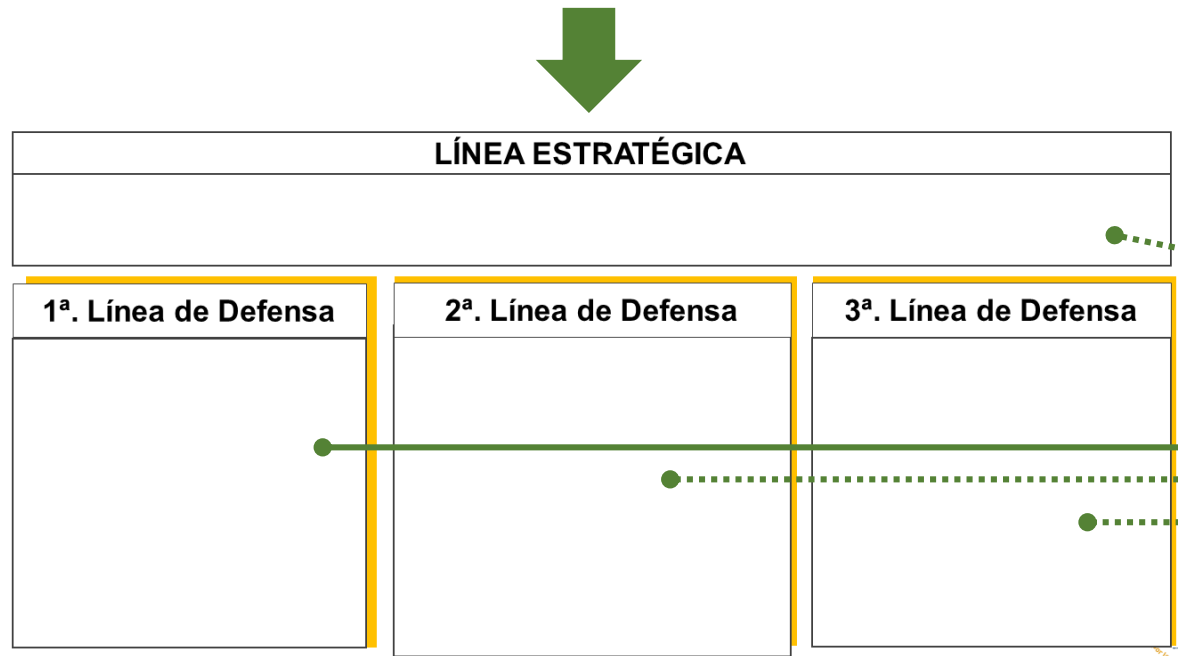 LÍNEA ESTRATÉGICA
1ª. Línea de Defensa
2ª. Línea de Defensa
3ª. Línea de Defensa